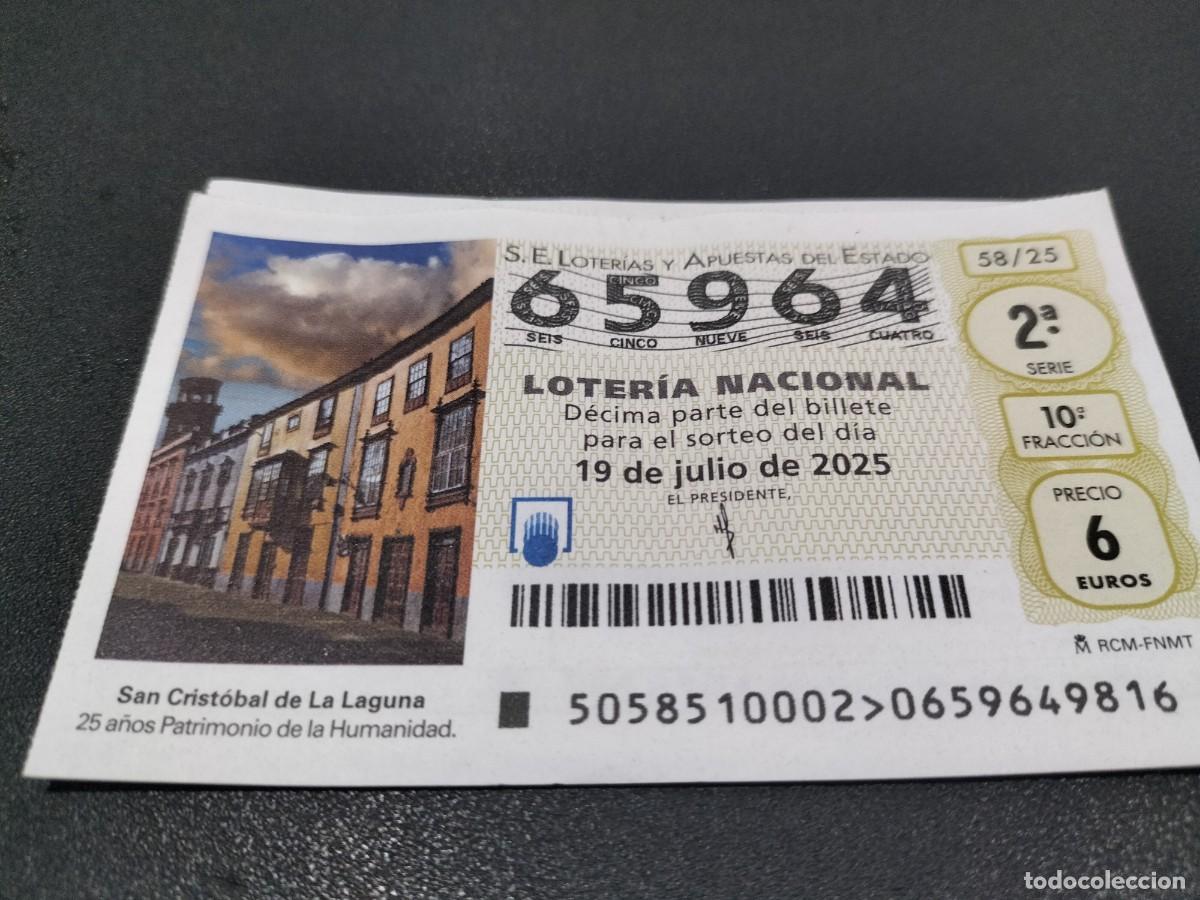 S.E. LOTERÍAS Y APUESTAS DEL ESTADO
65964
SEIS CINCO NUEVE SEIS CUATRO
LOTERÍA NACIONAL
Décima parte del billete
para el sorteo del día
19 de julio de 2025
EL PRESIDENTE,
58/25
2ª
SERIE
10ª
FRACCIÓN
PRECIO
6
EUROS
RCM-FNMT
5058510002>0659649816
San Cristóbal de La Laguna
25 años Patrimonio de la Humanidad.
todocoleccion